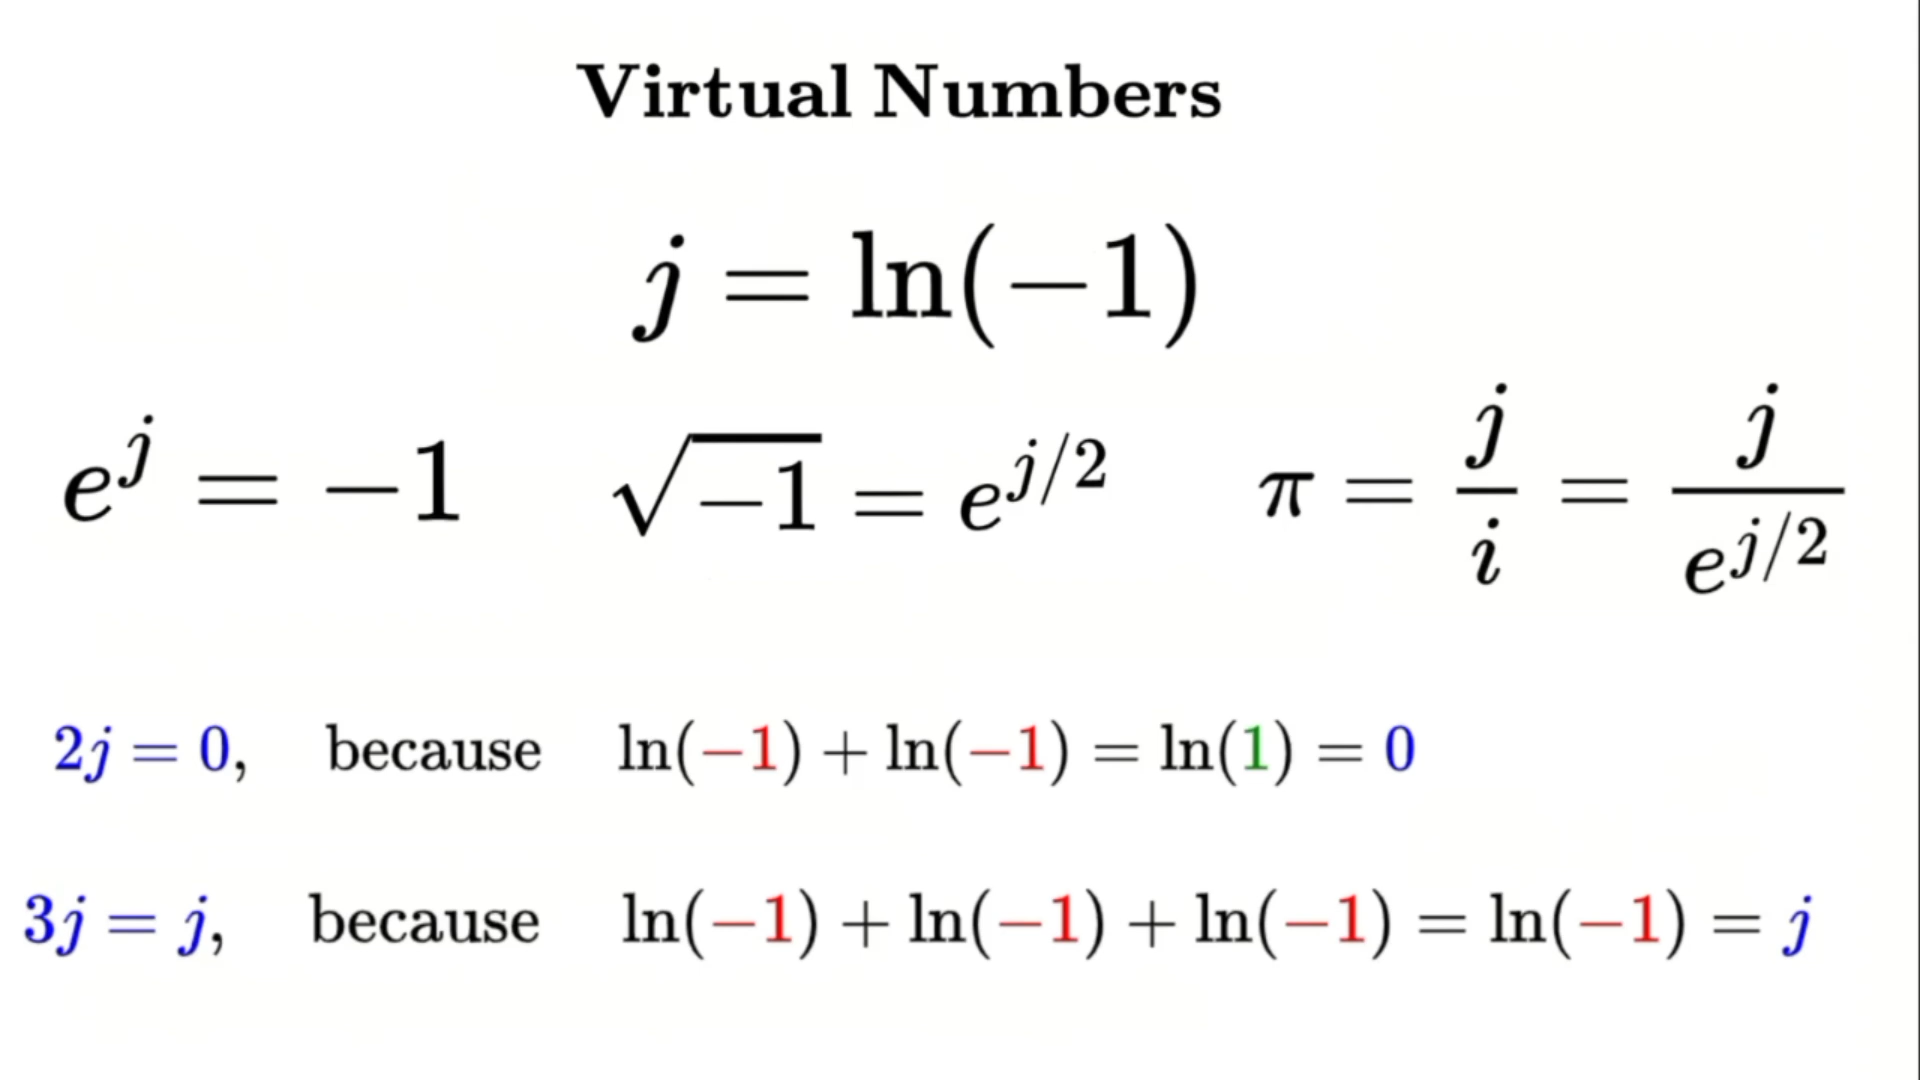 Virtual Numbers
j = ln(−1)
e^j = −1 √−1 = e^{j/2} π = j/i = j/e^{j/2}
2j = 0, because ln(−1) + ln(−1) = ln(1) = 0
3j = j, because ln(−1) + ln(−1) + ln(−1) = ln(−1) = j